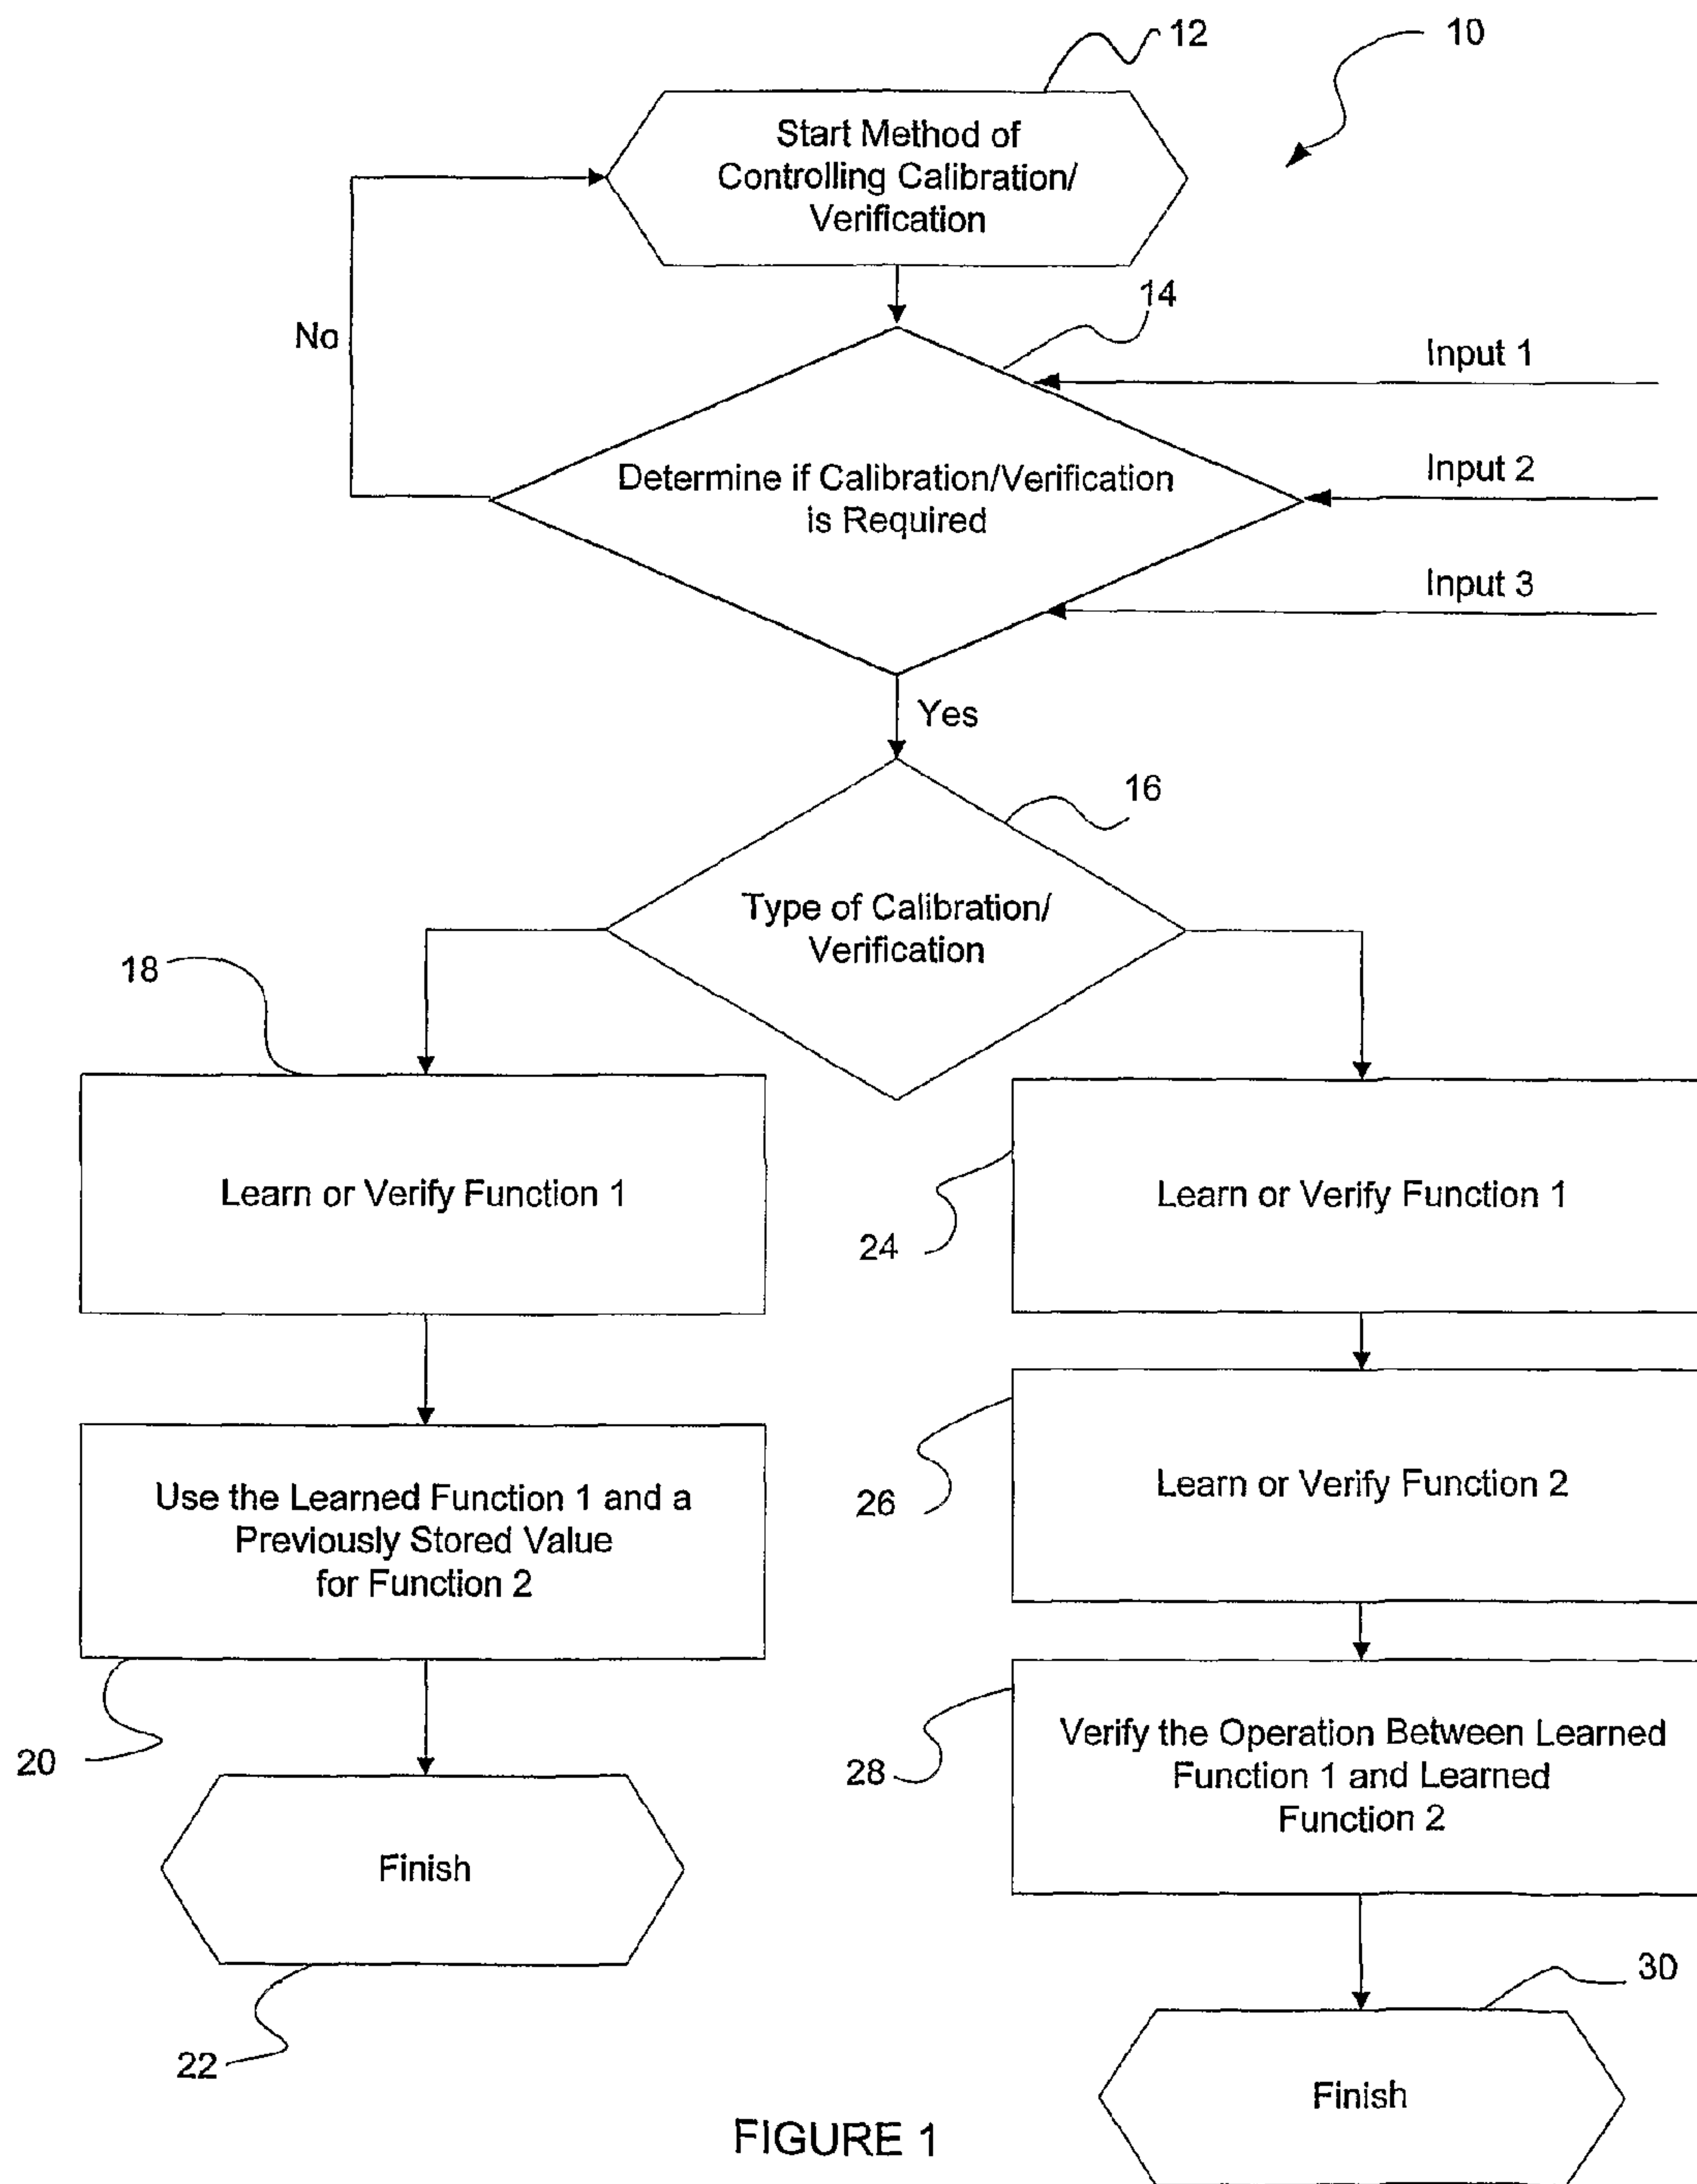 12
10
Start Method of
Controlling Calibration/
Verification
14
No
Input 1
Determine if Calibration/Verification
is Required
Input 2
Input 3
Yes
16
Type of Calibration/
Verification
18
Learn or Verify Function 1
24
Learn or Verify Function 1
Use the Learned Function 1 and a
Previously Stored Value
for Function 2
26
Learn or Verify Function 2
20
28
Verify the Operation Between Learned
Function 1 and Learned
Function 2
Finish
22
30
Finish
FIGURE 1